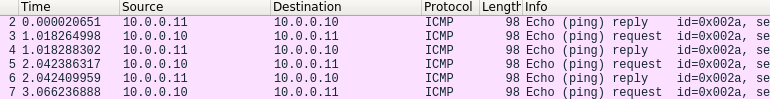 Time Source Destination Protocol Length Info
2 0.000020651 10.0.0.11 10.0.0.10 ICMP 98 Echo (ping) reply id=0x002a, se
3 1.018264998 10.0.0.10 10.0.0.11 ICMP 98 Echo (ping) request id=0x002a, se
4 1.018288302 10.0.0.11 10.0.0.10 ICMP 98 Echo (ping) reply id=0x002a, se
5 2.042386317 10.0.0.10 10.0.0.11 ICMP 98 Echo (ping) request id=0x002a, se
6 2.042409959 10.0.0.11 10.0.0.10 ICMP 98 Echo (ping) reply id=0x002a, se
7 3.066236888 10.0.0.10 10.0.0.11 ICMP 98 Echo (ping) request id=0x002a, se